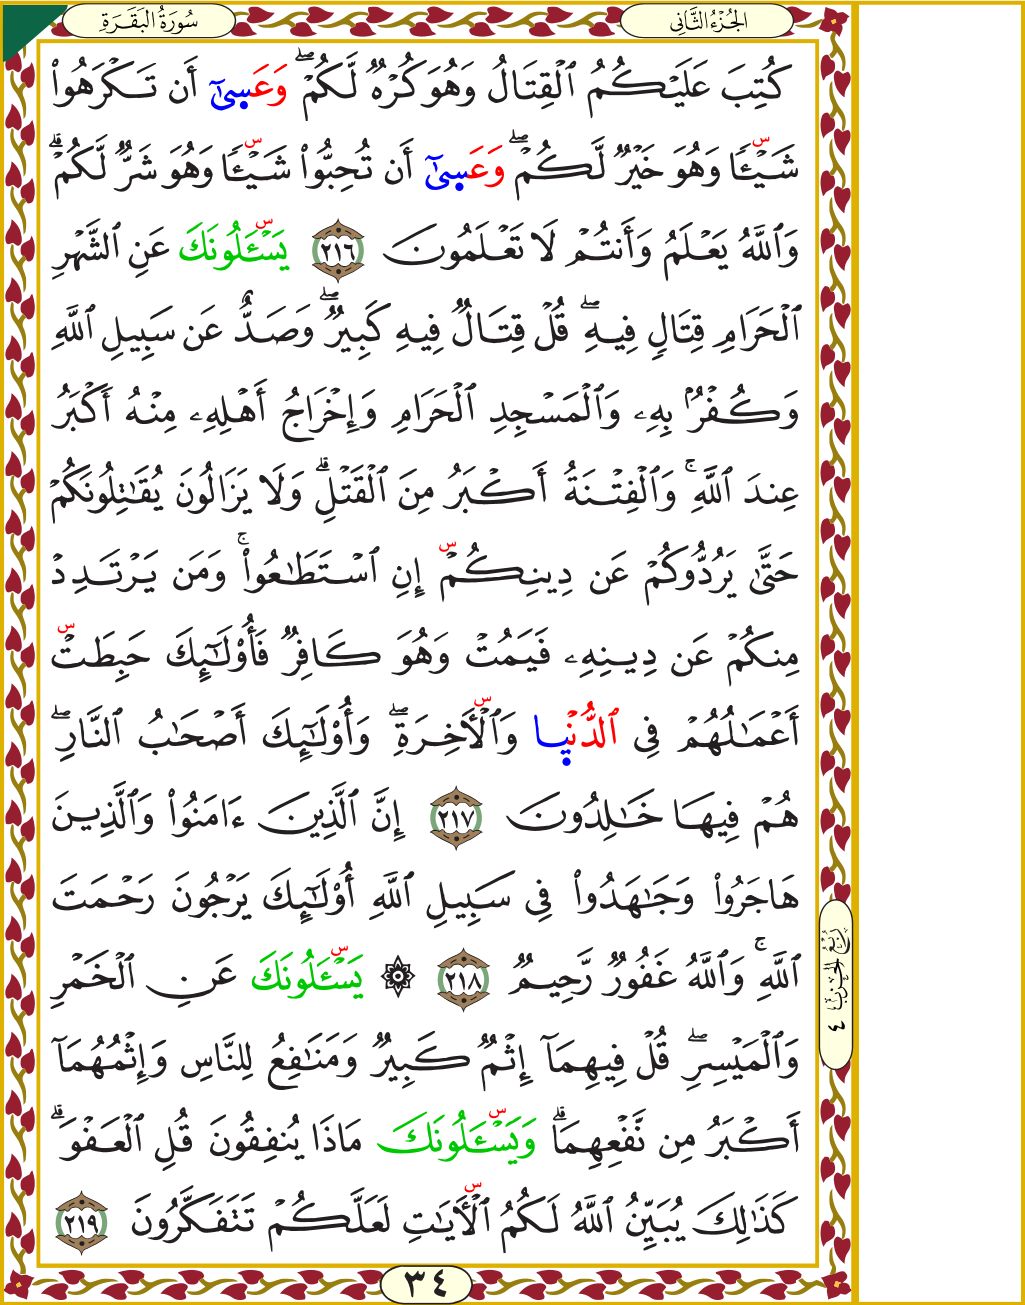 سُورَةُ البَقَرَةِ
الجُزْءُ الثَّانِي
كُتِبَ عَلَيۡكُمُ ٱلۡقِتَالُ وَهُوَ كُرۡهٞ لَّكُمۡۖ وَعَسٜىٰٓ أَن تَكۡرَهُواْ
شَيۡـٔٗا وَهُوَ خَيۡرٞ لَّكُمۡۖ وَعَسٜىٰٓ أَن تُحِبُّواْ شَيۡـٔٗا وَهُوَ شَرّٞ لَّكُمۡۗ
وَٱللَّهُ يَعۡلَمُ وَأَنتُمۡ لَا تَعۡلَمُونَ ٢١٦ يَسۡـَٔلُونَكَ عَنِ ٱلشَّهۡرِ
ٱلۡحَرَامِ قِتَالٖ فِيهِۖ قُلۡ قِتَالٞ فِيهِ كَبِيرٞۖ وَصَدٌّ عَن سَبِيلِ ٱللَّهِ
وَكُفۡرُۢ بِهِۦ وَٱلۡمَسۡجِدِ ٱلۡحَرَامِ وَإِخۡرَاجُ أَهۡلِهِۦ مِنۡهُ أَكۡبَرُ
عِندَ ٱللَّهِۚ وَٱلۡفِتۡنَةُ أَكۡبَرُ مِنَ ٱلۡقَتۡلِۗ وَلَا يَزَالُونَ يُقَٰتِلُونَكُمۡ
حَتَّىٰ يَرُدُّوكُمۡ عَن دِينِكُمۡ إِنِ ٱسۡتَطَٰعُواْۚ وَمَن يَرۡتَدِدۡ
مِنكُمۡ عَن دِينِهِۦ فَيَمُتۡ وَهُوَ كَافِرٞ فَأُوْلَٰٓئِكَ حَبِطَتۡ
أَعۡمَٰلُهُمۡ فِي ٱلدُّنۡيٜا وَٱلۡأٓخِرَةِۖ وَأُوْلَٰٓئِكَ أَصۡحَٰبُ ٱلنَّارِۖ
هُمۡ فِيهَا خَٰلِدُونَ ٢١٧ إِنَّ ٱلَّذِينَ ءَامَنُواْ وَٱلَّذِينَ
هَاجَرُواْ وَجَٰهَدُواْ فِي سَبِيلِ ٱللَّهِ أُوْلَٰٓئِكَ يَرۡجُونَ رَحۡمَتَ
ٱللَّهِۚ وَٱللَّهُ غَفُورٞ رَّحِيمٞ ٢١٨ ۞ يَسۡـَٔلُونَكَ عَنِ ٱلۡخَمۡرِ
وَٱلۡمَيۡسِرِۖ قُلۡ فِيهِمَآ إِثۡمٞ كَبِيرٞ وَمَنَٰفِعُ لِلنَّاسِ وَإِثۡمُهُمَآ
أَكۡبَرُ مِن نَّفۡعِهِمَاۗ وَيَسۡـَٔلُونَكَ مَاذَا يُنفِقُونَ قُلِ ٱلۡعَفۡوَۗ
كَذَٰلِكَ يُبَيِّنُ ٱللَّهُ لَكُمُ ٱلۡأٓيَٰتِ لَعَلَّكُمۡ تَتَفَكَّرُونَ ٢١٩
رُبْعُ الحِزْب ٤
٣٤